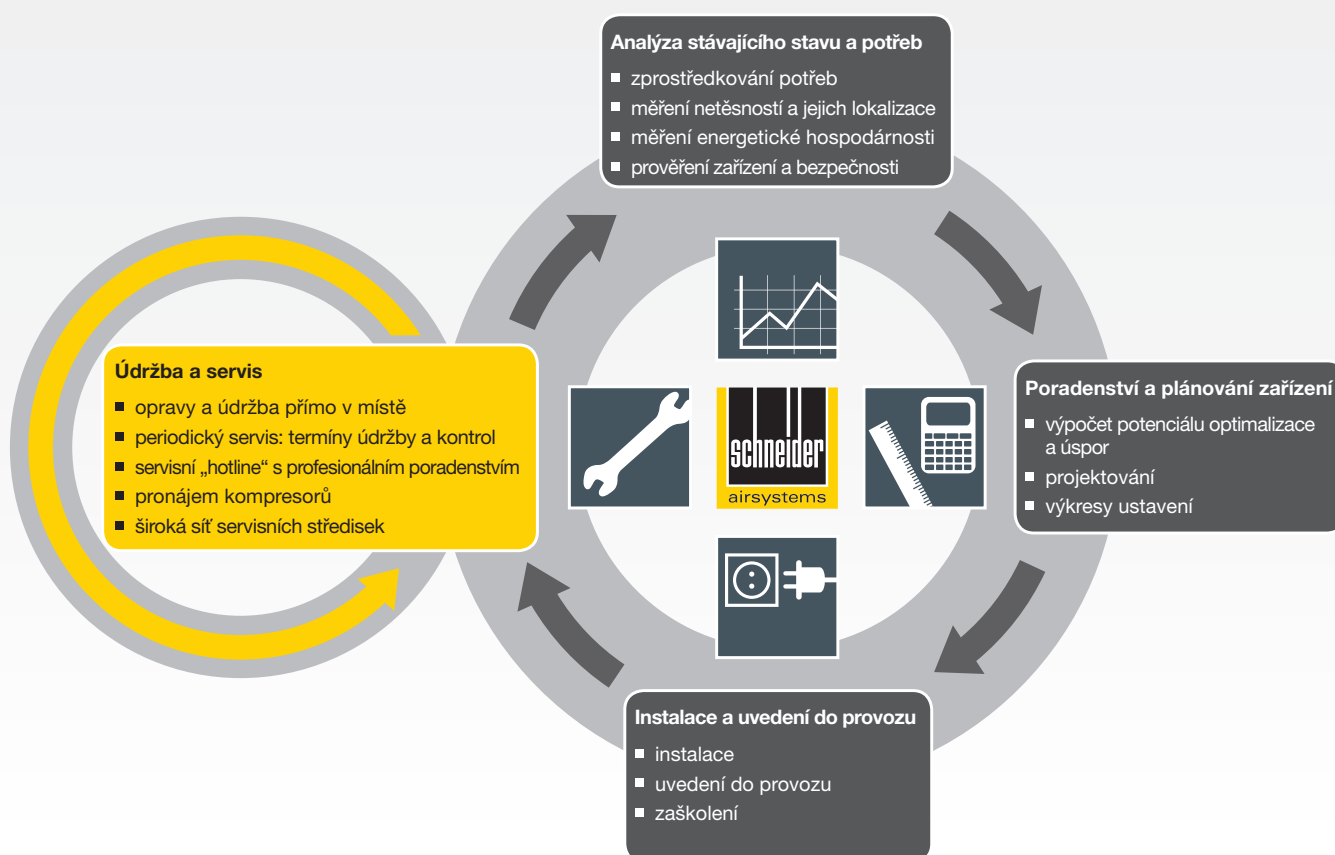 Analýza stávajícího stavu a potřeb
zprostředkování potřeb
měření netěsností a jejich lokalizace
měření energetické hospodárnosti
prověření zařízení a bezpečnosti
Údržba a servis
opravy a údržba přímo v místě
periodický servis: termíny údržby a kontrol
servisní „hotline“ s profesionálním poradenstvím
pronájem kompresorů
široká síť servisních středisek
schneider
airsystems
Poradenství a plánování zařízení
výpočet potenciálu optimalizace
a úspor
projektování
výkresy ustavení
Instalace a uvedení do provozu
instalace
uvedení do provozu
zaškolení